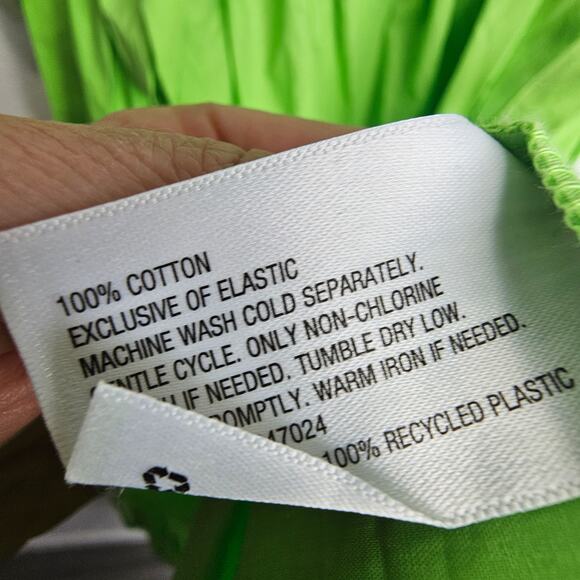 100% COTTON
EXCLUSIVE OF ELASTIC
MACHINE WASH COLD SEPARATELY.
GENTLE CYCLE. ONLY NON-CHLORINE
IF NEEDED. TUMBLE DRY LOW.
WARM IRON IF NEEDED.
47024
100% RECYCLED PLASTIC